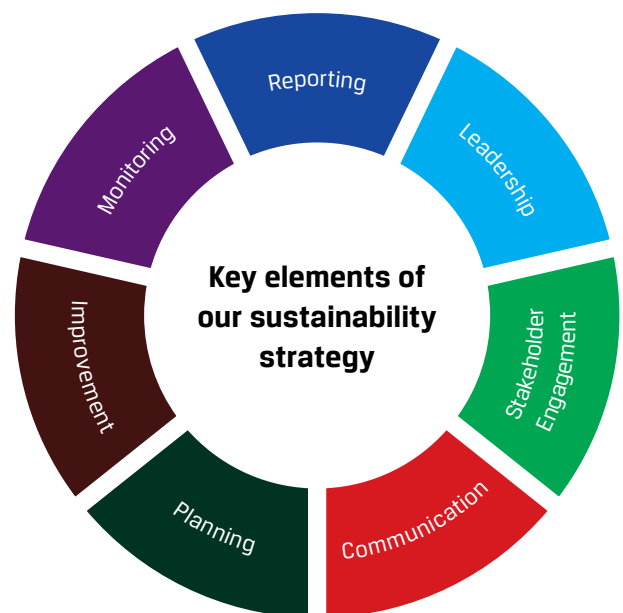 Reporting
Leadership
Stakeholder
Engagement
Communication
Planning
Improvement
Monitoring
Key elements of
our sustainability
strategy